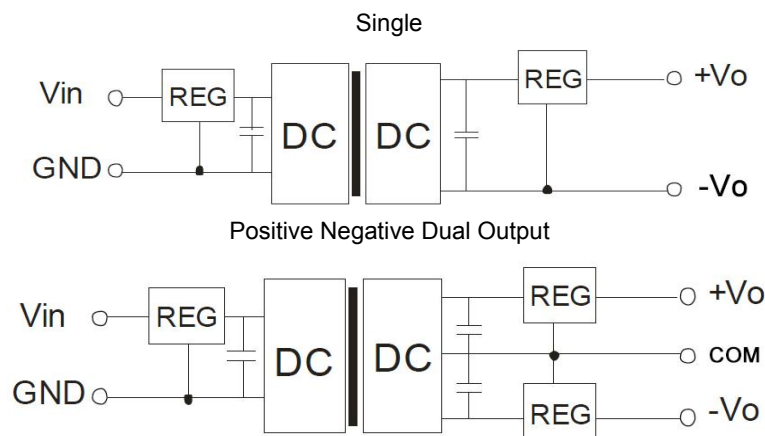 Single
Vin
REG
DC
DC
REG
+Vo
GND
-Vo
Positive Negative Dual Output
Vin
REG
DC
DC
REG
+Vo
COM
GND
REG
-Vo